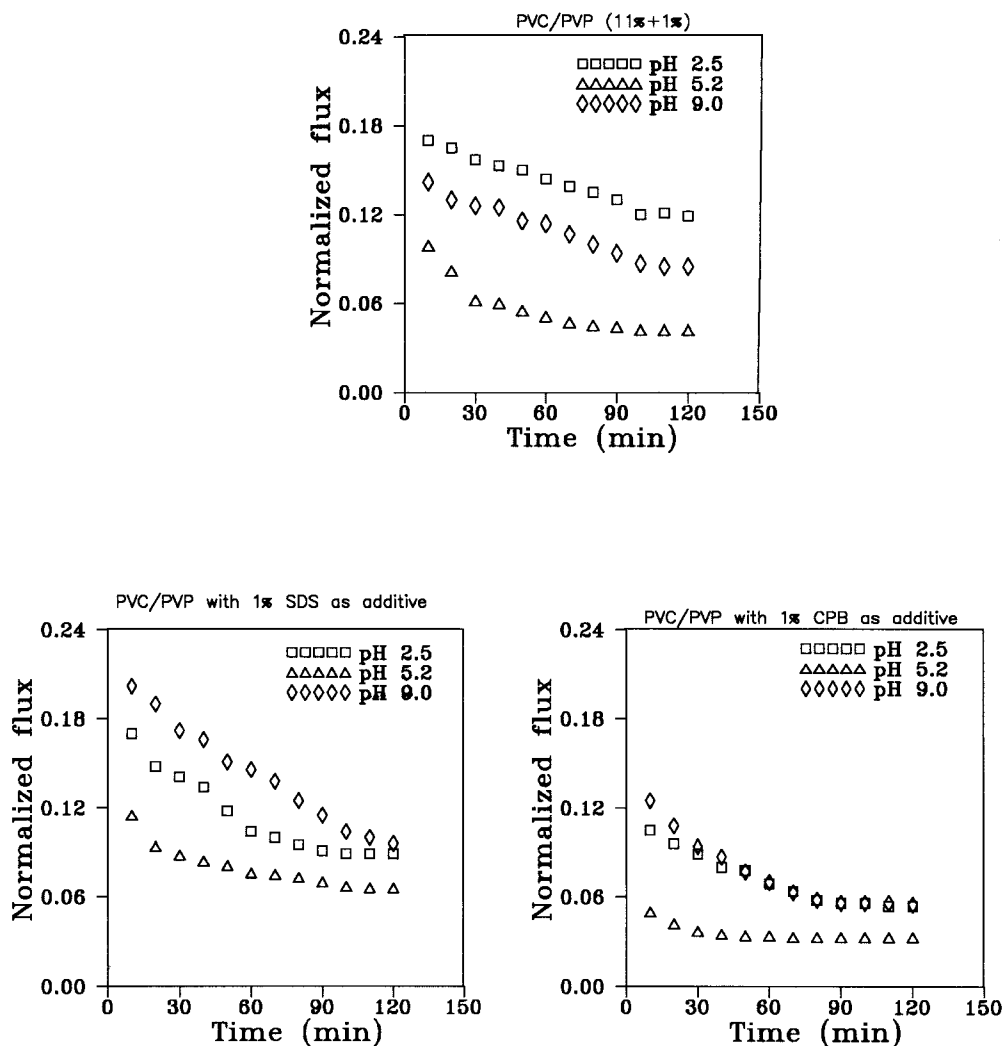 PVC/PVP (11%+1%)
0.24
0.18
0.12
0.06
0.00
Normalized flux
pH 2.5
pH 5.2
pH 9.0
0 30 60 90 120 150
Time (min)
PVC/PVP with 1% SDS as additive
0.24
0.18
0.12
0.06
0.00
Normalized flux
pH 2.5
pH 5.2
pH 9.0
0 30 60 90 120 150
Time (min)
PVC/PVP with 1% CPB as additive
0.24
0.18
0.12
0.06
0.00
Normalized flux
pH 2.5
pH 5.2
pH 9.0
0 30 60 90 120 150
Time (min)